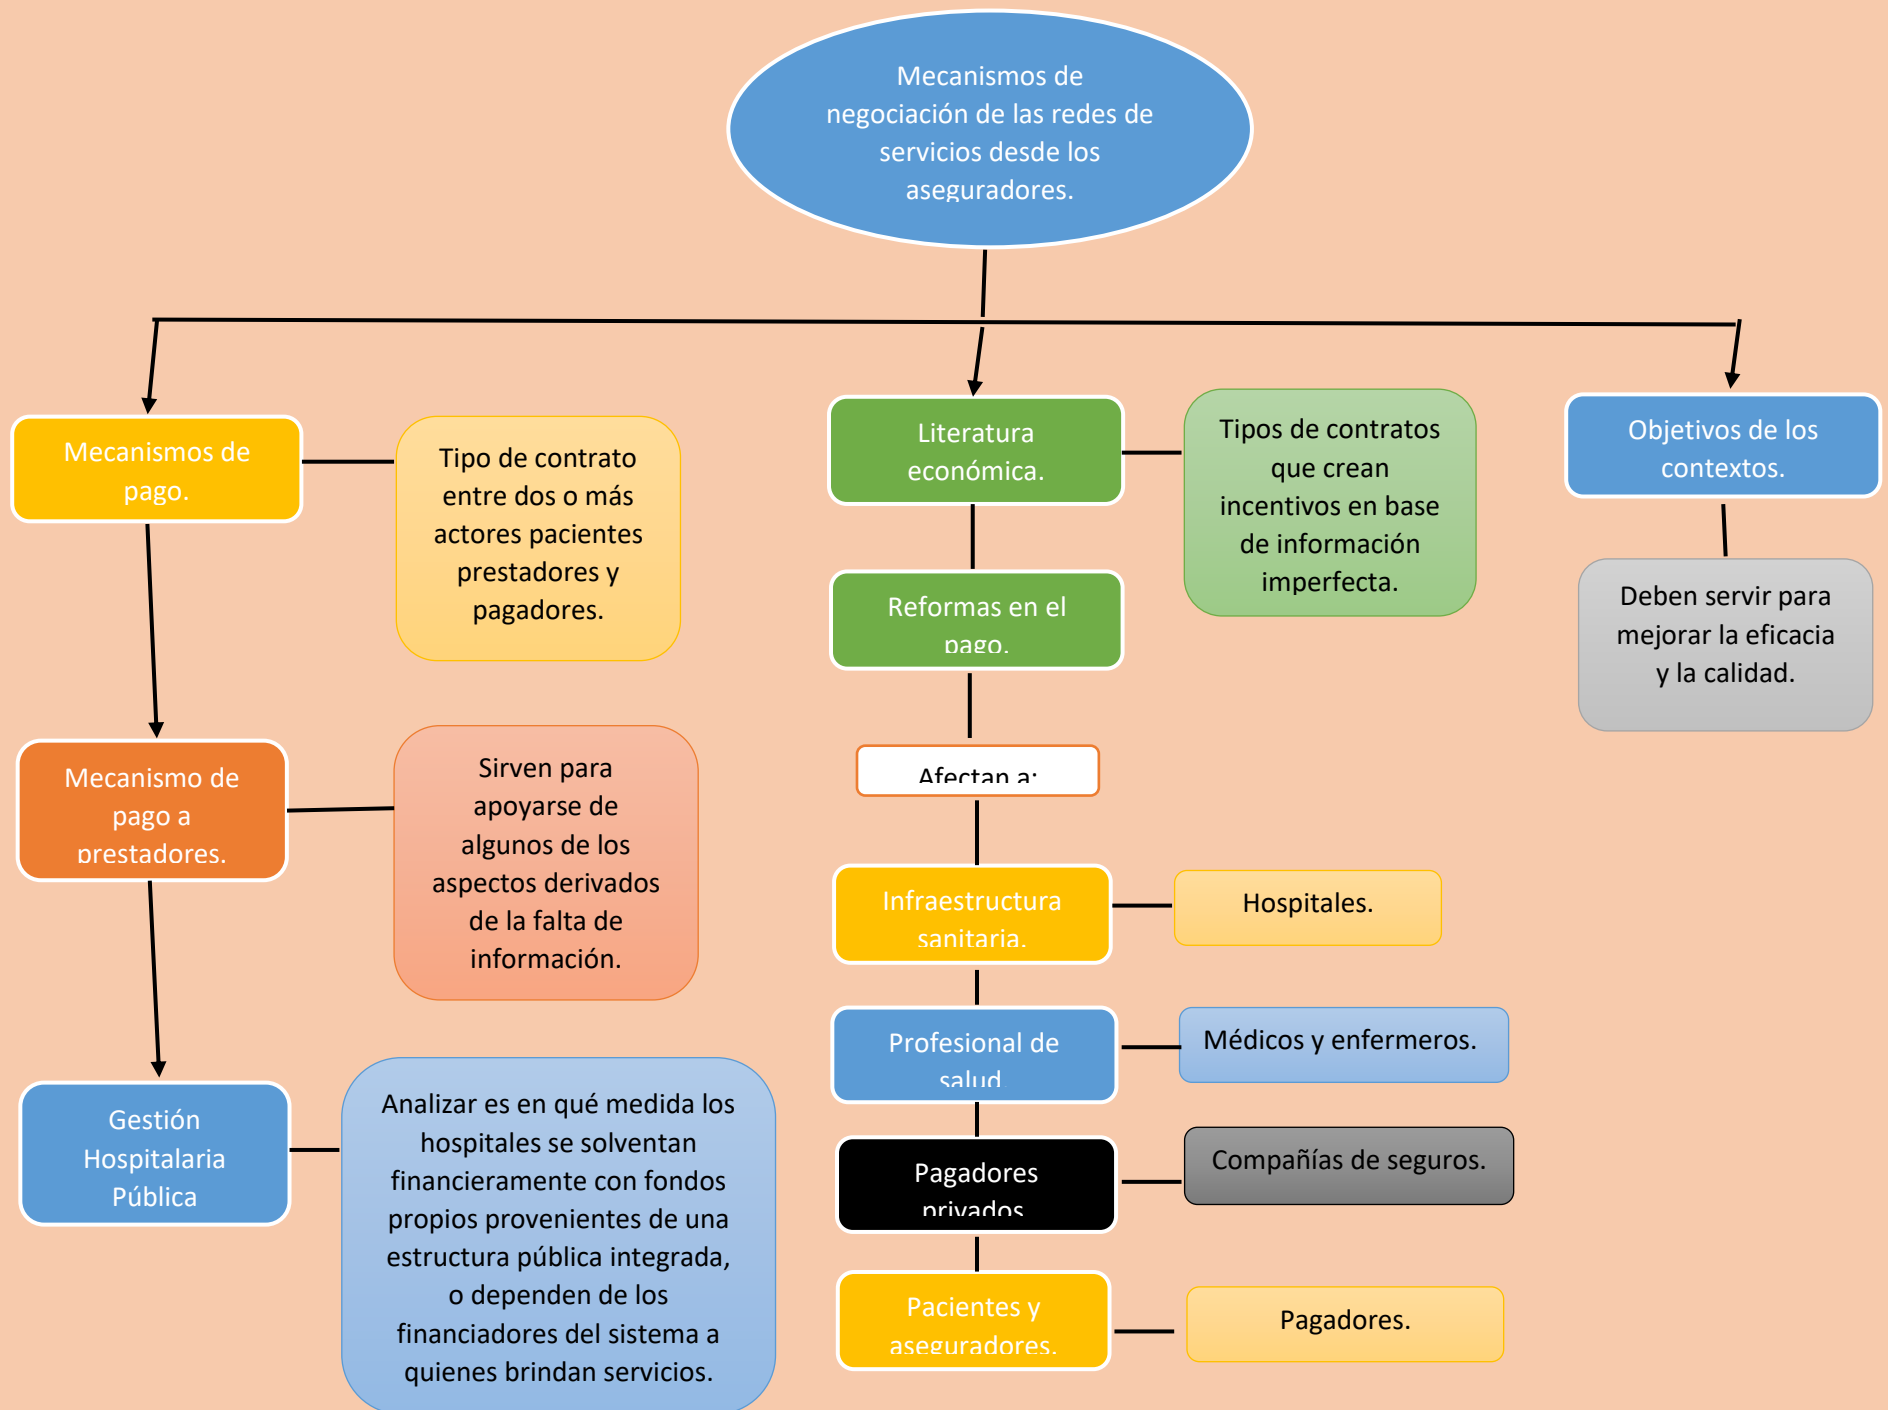 Mecanismos de
negociación de las redes de
servicios desde los
aseguradores.
Mecanismos de
pago.
Tipo de contrato
entre dos o más
actores pacientes
prestadores y
pagadores.
Mecanismo de
pago a
prestadores.
Sirven para
apoyarse de
algunos de los
aspectos derivados
de la falta de
información.
Gestión
Hospitalaria
Pública
Analizar es en qué medida los
hospitales se solventan
financieramente con fondos
propios provenientes de una
estructura pública integrada,
o dependen de los
financiadores del sistema a
quienes brindan servicios.
Literatura
económica.
Tipos de contratos
que crean
incentivos en base
de información
imperfecta.
Reformas en el
pago.
Afectan a:
Infraestructura
sanitaria.
Hospitales.
Profesional de
salud
Médicos y enfermeros.
Pagadores
privados
Compañías de seguros.
Pacientes y
aseguradores.
Pagadores.
Objetivos de los
contextos.
Deben servir para
mejorar la eficacia
y la calidad.